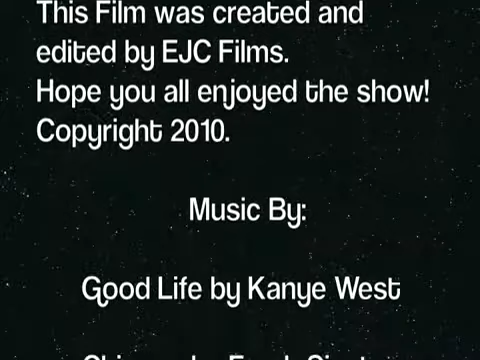 This Film was created and
edited by EJC Films.
Hope you all enjoyed the show!
Copyright 2010.
Music By:
Good Life by Kanye West